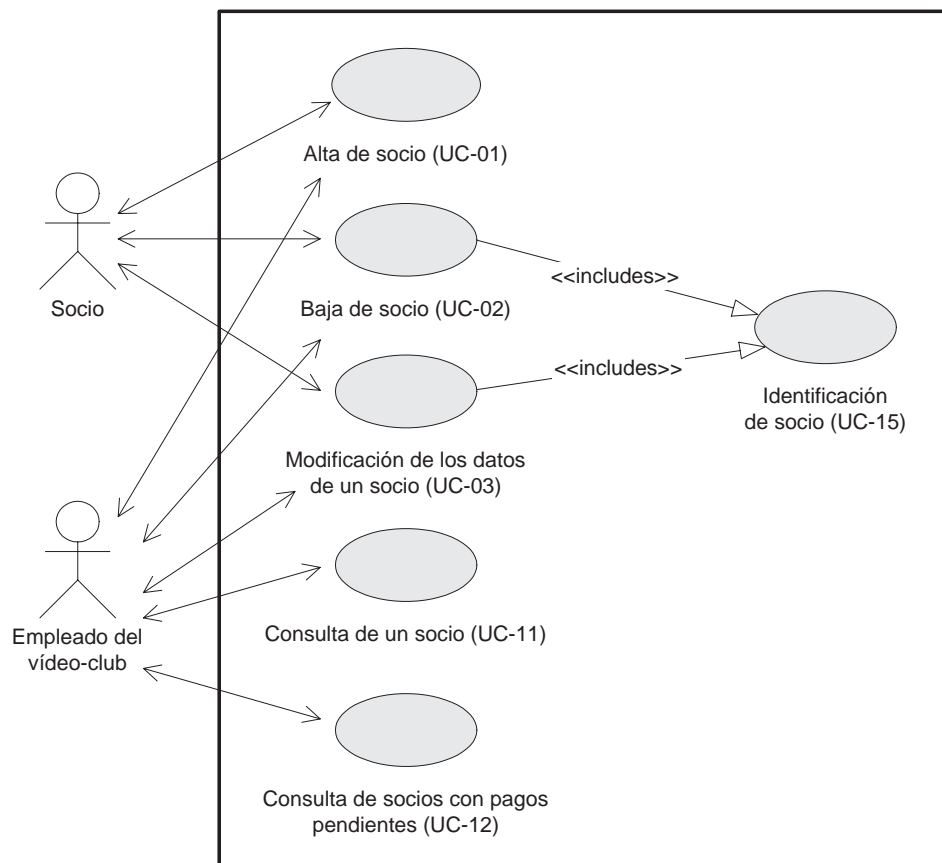 Alta de socio (UC-01)
Socio
Baja de socio (UC-02)
<<includes>>
<<includes>>
Identificación
de socio (UC-15)
Modificación de los datos
de un socio (UC-03)
Empleado del
vídeo-club
Consulta de un socio (UC-11)
Consulta de socios con pagos
pendientes (UC-12)